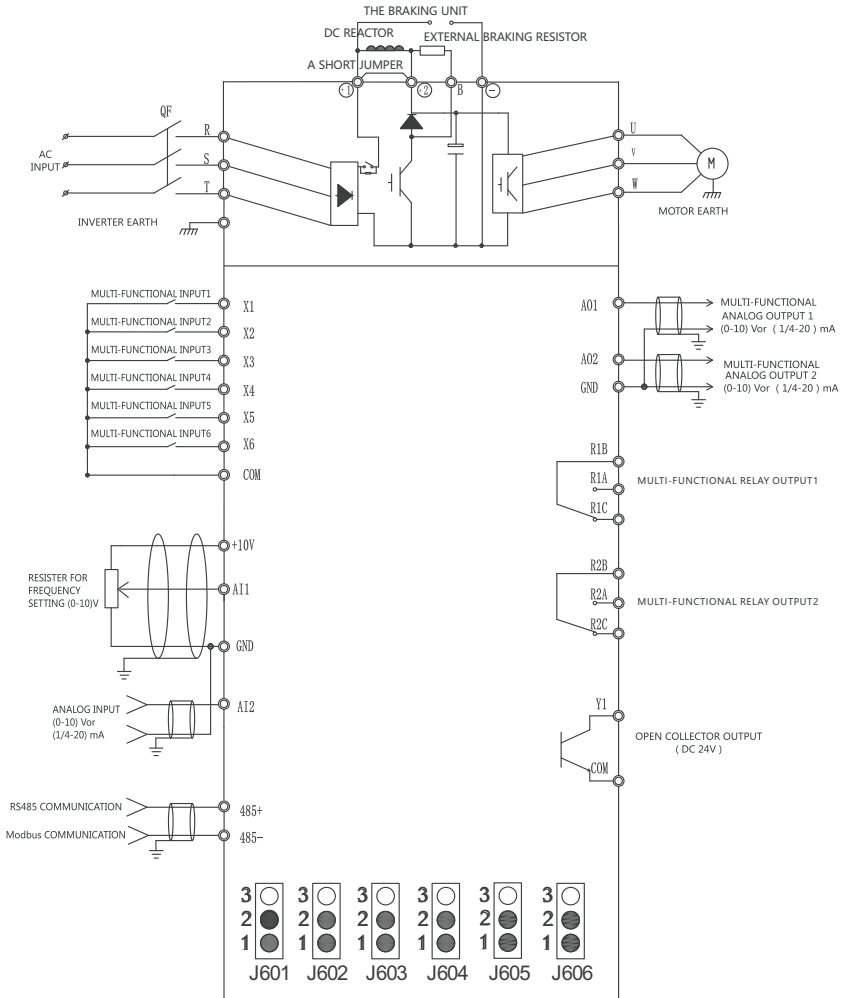 THE BRAKING UNIT
DC REACTOR
EXTERNAL BRAKING RESISTOR
A SHORT JUMPER
+1
+2
B
−
QF
R
S
T
AC
INPUT
INVERTER EARTH
U
V
W
M
MOTOR EARTH
MULTI-FUNCTIONAL INPUT1
X1
MULTI-FUNCTIONAL INPUT2
X2
MULTI-FUNCTIONAL INPUT3
X3
MULTI-FUNCTIONAL INPUT4
X4
MULTI-FUNCTIONAL INPUT5
X5
MULTI-FUNCTIONAL INPUT6
X6
COM
+10V
RESISTER FOR
FREQUENCY
SETTING (0-10)V
AI1
GND
ANALOG INPUT
(0-10) Vor
(1/4-20) mA
AI2
RS485 COMMUNICATION
485+
Modbus COMMUNICATION
485-
AO1
MULTI-FUNCTIONAL
ANALOG OUTPUT 1
(0-10) Vor ( 1/4-20 ) mA
AO2
GND
MULTI-FUNCTIONAL
ANALOG OUTPUT 2
(0-10) Vor ( 1/4-20 ) mA
R1B
R1A
R1C
MULTI-FUNCTIONAL RELAY OUTPUT1
R2B
R2A
R2C
MULTI-FUNCTIONAL RELAY OUTPUT2
Y1
COM
OPEN COLLECTOR OUTPUT
( DC 24V )
3 3 3 3 3 3
2 2 2 2 2 2
1 1 1 1 1 1
J601 J602 J603 J604 J605 J606